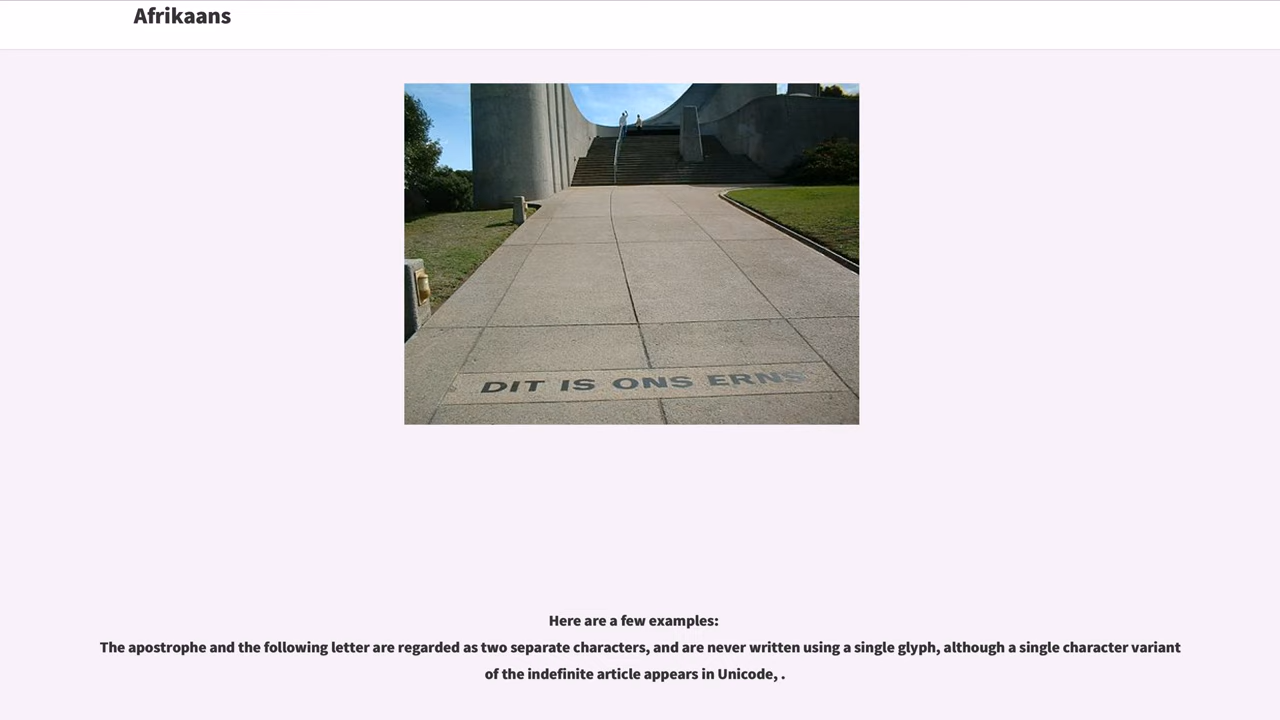 Afrikaans
DIT IS ONS ERNS
Here are a few examples:
The apostrophe and the following letter are regarded as two separate characters, and are never written using a single glyph, although a single character variant
of the indefinite article appears in Unicode, .